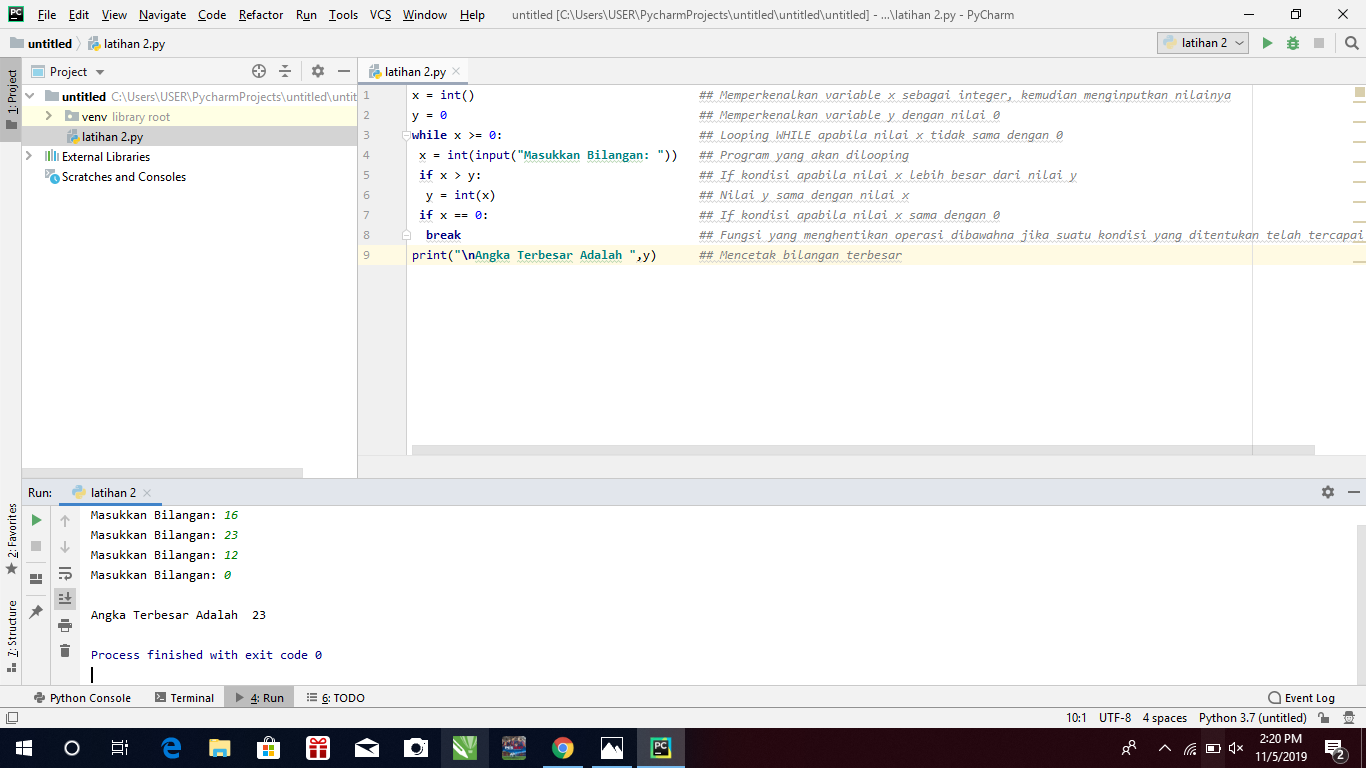 File Edit View Navigate Code Refactor Run Tools VCS Window Help untitled [C:\Users\USER\PycharmProjects\untitled\untitled\untitled] - ...\latihan 2.py - PyCharm
untitled latihan 2.py latihan 2
1: Project
Project
latihan 2.py
untitled C:\Users\USER\PycharmProjects\untitled\untit
venv library root
latihan 2.py
External Libraries
Scratches and Consoles
1 x = int() ## Memperkenalkan variable x sebagai integer, kemudian menginputkan nilainya
2 y = 0 ## Memperkenalkan variable y dengan nilai 0
3 while x >= 0: ## Looping WHILE apabila nilai x tidak sama dengan 0
4 x = int(input("Masukkan Bilangan: ")) ## Program yang akan dilooping
5 if x > y: ## If kondisi apabila nilai x lebih besar dari nilai y
6 y = int(x) ## Nilai y sama dengan nilai x
7 if x == 0: ## If kondisi apabila nilai x sama dengan 0
8 break ## Fungsi yang menghentikan operasi dibawahna jika suatu kondisi yang ditentukan telah tercapai
9 print("\nAngka Terbesar Adalah ",y) ## Mencetak bilangan terbesar
Run: latihan 2
2: Favorites
7: Structure
Masukkan Bilangan: 16
Masukkan Bilangan: 23
Masukkan Bilangan: 12
Masukkan Bilangan: 0
Angka Terbesar Adalah  23
Process finished with exit code 0
Python Console Terminal 4: Run 6: TODO Event Log
10:1 UTF-8 4 spaces Python 3.7 (untitled)
2:20 PM
11/5/2019
2